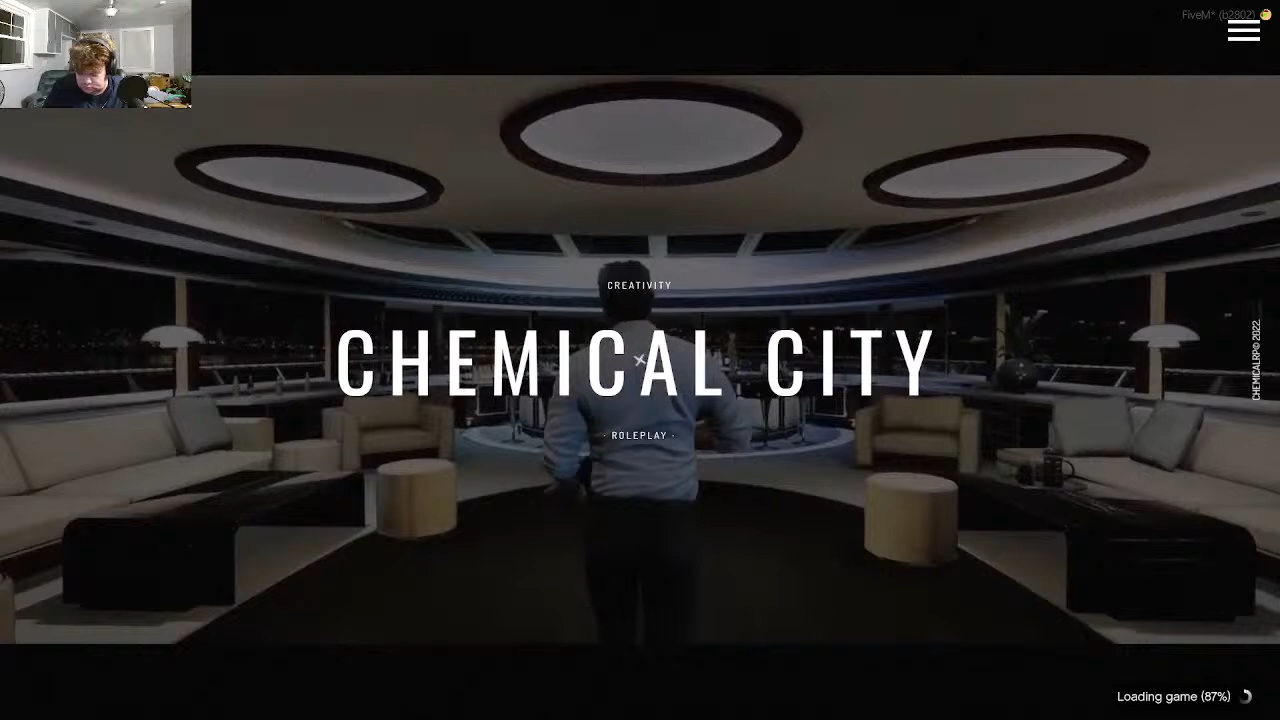 FiveM* (b2802)
CREATIVITY
CHEMICAL CITY
· ROLEPLAY ·
CHEMICALRP© 2022.
Loading game (87%)